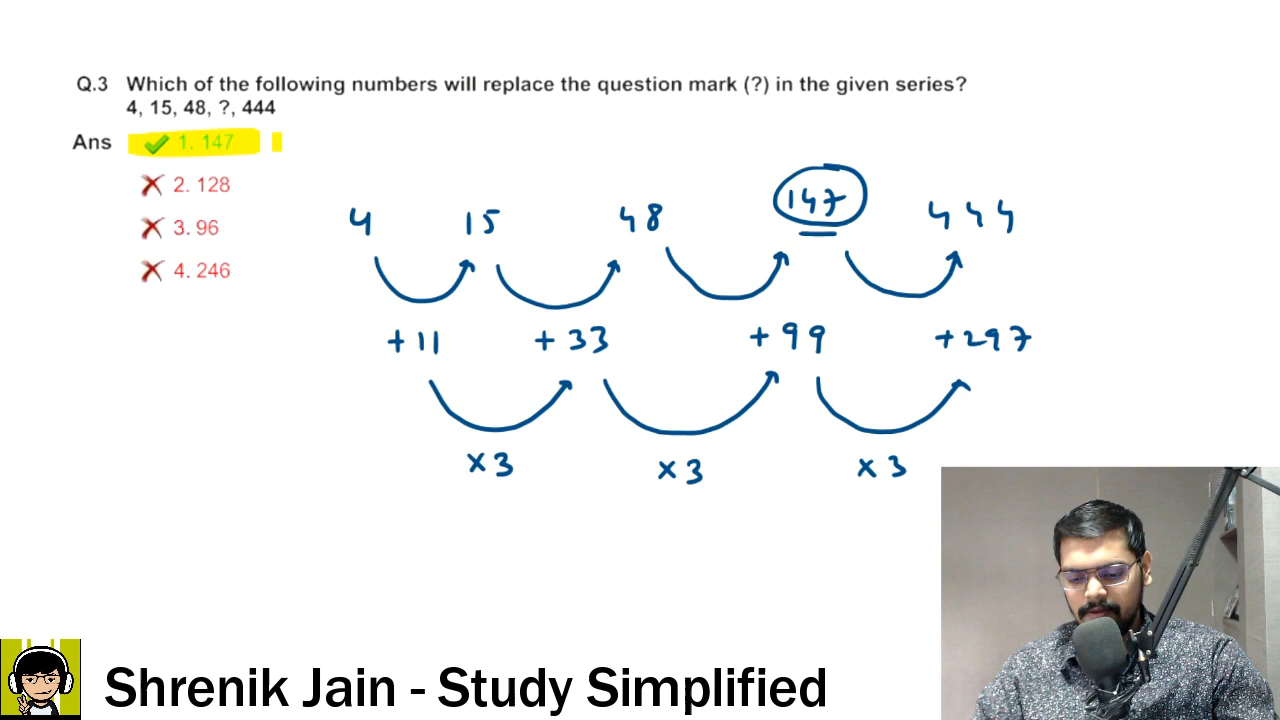 Q.3 Which of the following numbers will replace the question mark (?) in the given series?
4, 15, 48, ?, 444
Ans 1. 147
2. 128
3. 96
4. 246
4 15 48 147 444
+11 +33 +99 +297
×3 ×3 ×3
Shrenik Jain - Study Simplified